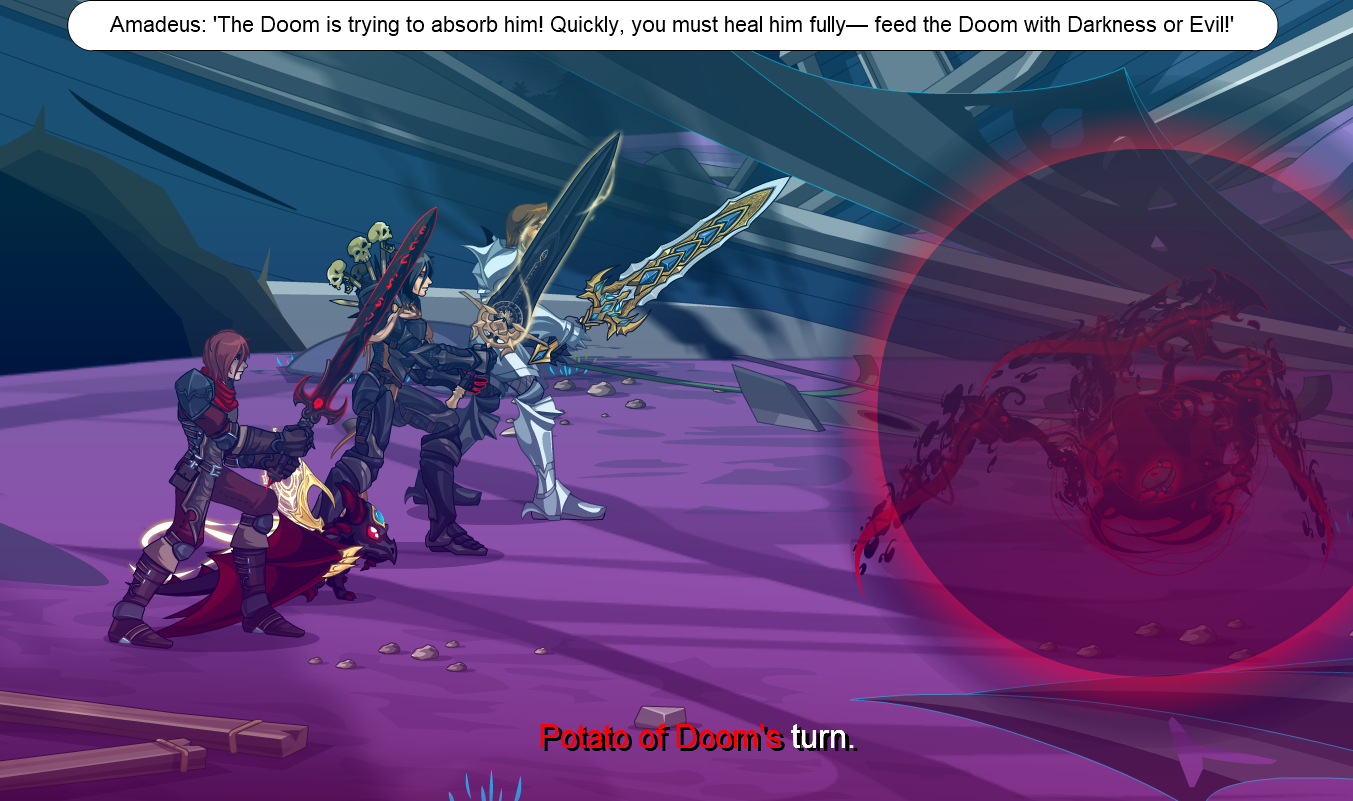 Amadeus: 'The Doom is trying to absorb him! Quickly, you must heal him fully— feed the Doom with Darkness or Evil!'
Potato of Doom's turn.